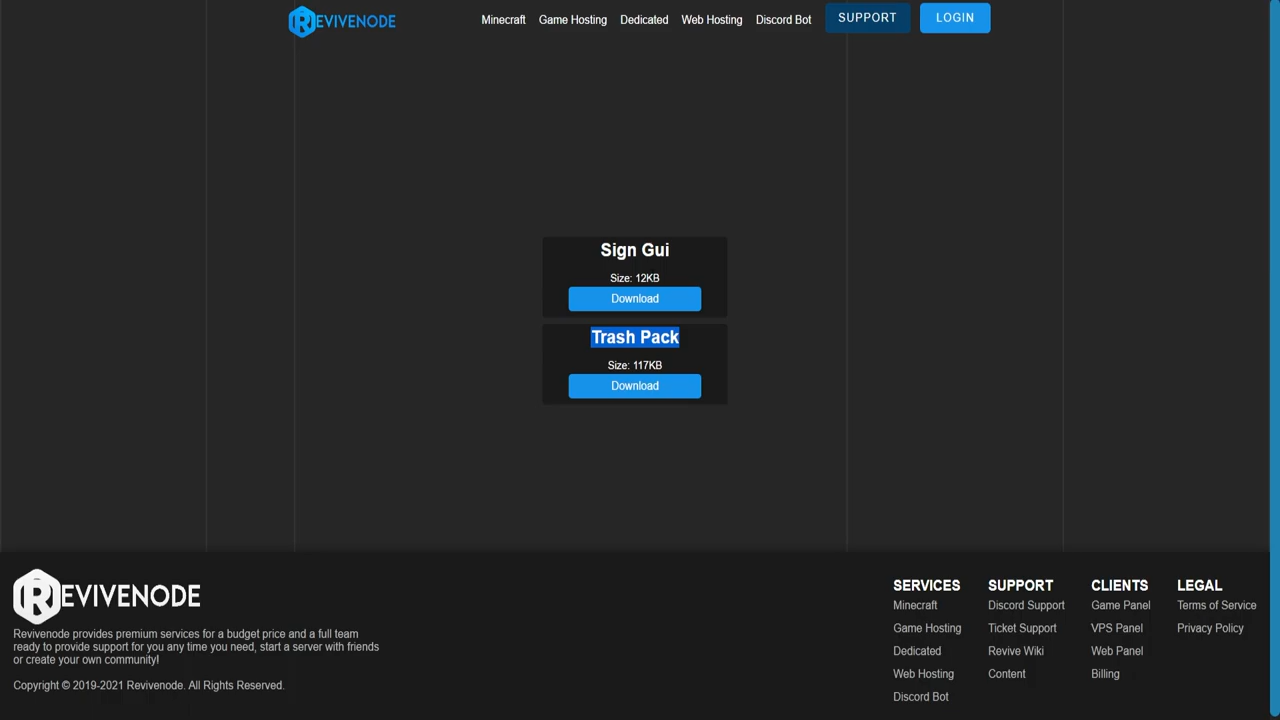 REVIVENODE
Minecraft Game Hosting Dedicated Web Hosting Discord Bot SUPPORT LOGIN
Sign Gui
Size: 12KB
Download
Trash Pack
Size: 117KB
Download
REVIVENODE
Revivenode provides premium services for a budget price and a full team
ready to provide support for you any time you need, start a server with friends
or create your own community!
Copyright © 2019-2021 Revivenode. All Rights Reserved.
SERVICES
Minecraft
Game Hosting
Dedicated
Web Hosting
Discord Bot
SUPPORT
Discord Support
Ticket Support
Revive Wiki
Content
CLIENTS
Game Panel
VPS Panel
Web Panel
Billing
LEGAL
Terms of Service
Privacy Policy